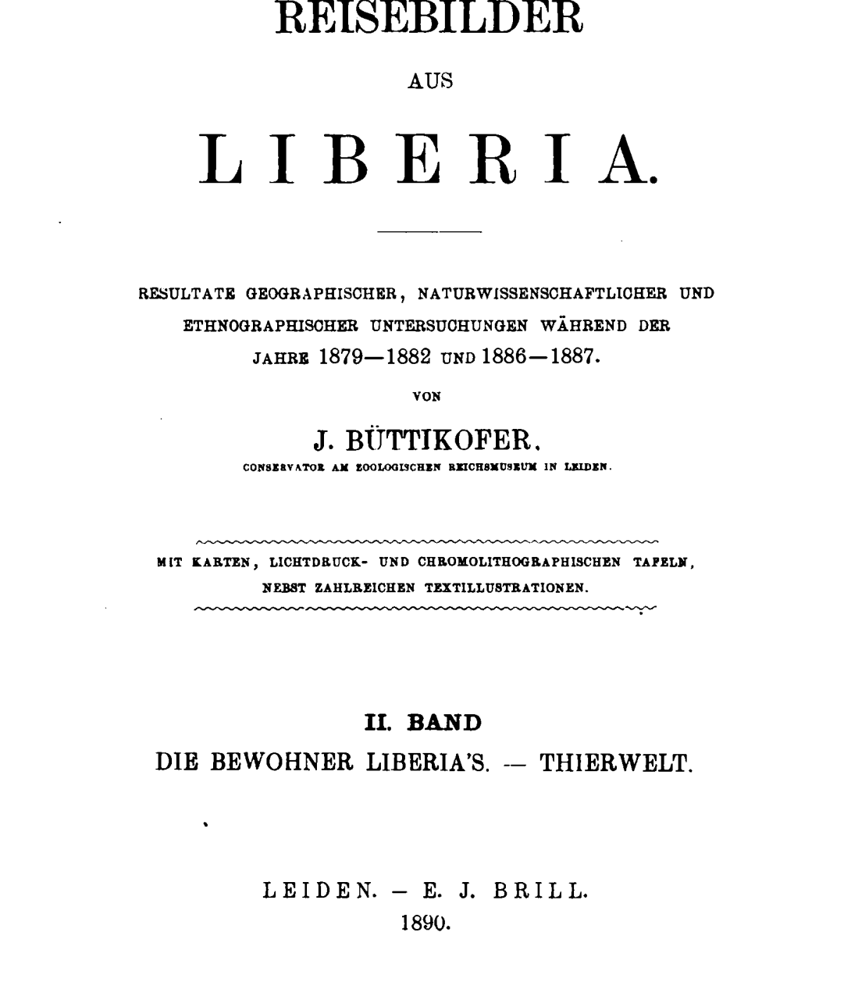 REISEBILDER
AUS
LIBERIA.
RESULTATE GEOGRAPHISCHER, NATURWISSENSCHAFTLICHER UND
ETHNOGRAPHISCHER UNTERSUCHUNGEN WÄHREND DER
JAHRE 1879—1882 UND 1886—1887.
VON
J. BÜTTIKOFER.
CONSERVATOR AM ZOOLOGISCHEN REICHSMUSEUM IN LEIDEN.
MIT KARTEN, LICHTDRUCK- UND CHROMOLITHOGRAPHISCHEN TAFELN,
NEBST ZAHLREICHEN TEXTILLUSTRATIONEN.
II. BAND
DIE BEWOHNER LIBERIA'S. — THIERWELT.
LEIDEN. — E. J. BRILL.
1890.